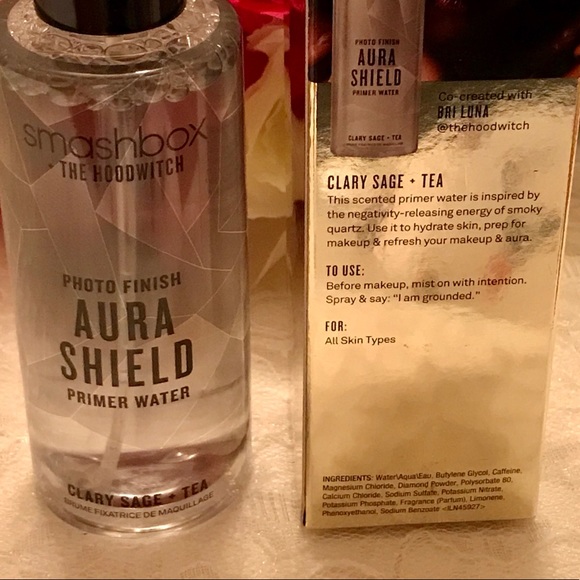 smashbox
+ THE HOODWITCH
PHOTO FINISH
AURA
SHIELD
PRIMER WATER
CLARY SAGE + TEA
BRUME FIXATRICE DE MAQUILLAGE
PHOTO FINISH
AURA
SHIELD
PRIMER WATER
CLARY SAGE + TEA
Co-created with
BRI LUNA
@thehoodwitch
CLARY SAGE + TEA
This scented primer water is inspired by
the negativity-releasing energy of smoky
quartz. Use it to hydrate skin, prep for
makeup & refresh your makeup & aura.
TO USE:
Before makeup, mist on with intention.
Spray & say: “I am grounded.”
FOR:
All Skin Types
INGREDIENTS: Water\Aqua\Eau, Butylene Glycol, Caffeine,
Magnesium Chloride, Diamond Powder, Polysorbate 80,
Calcium Chloride, Sodium Sulfate, Potassium Nitrate,
Potassium Phosphate, Fragrance (Parfum), Limonene,
Phenoxyethanol, Sodium Benzoate <ILN45927>